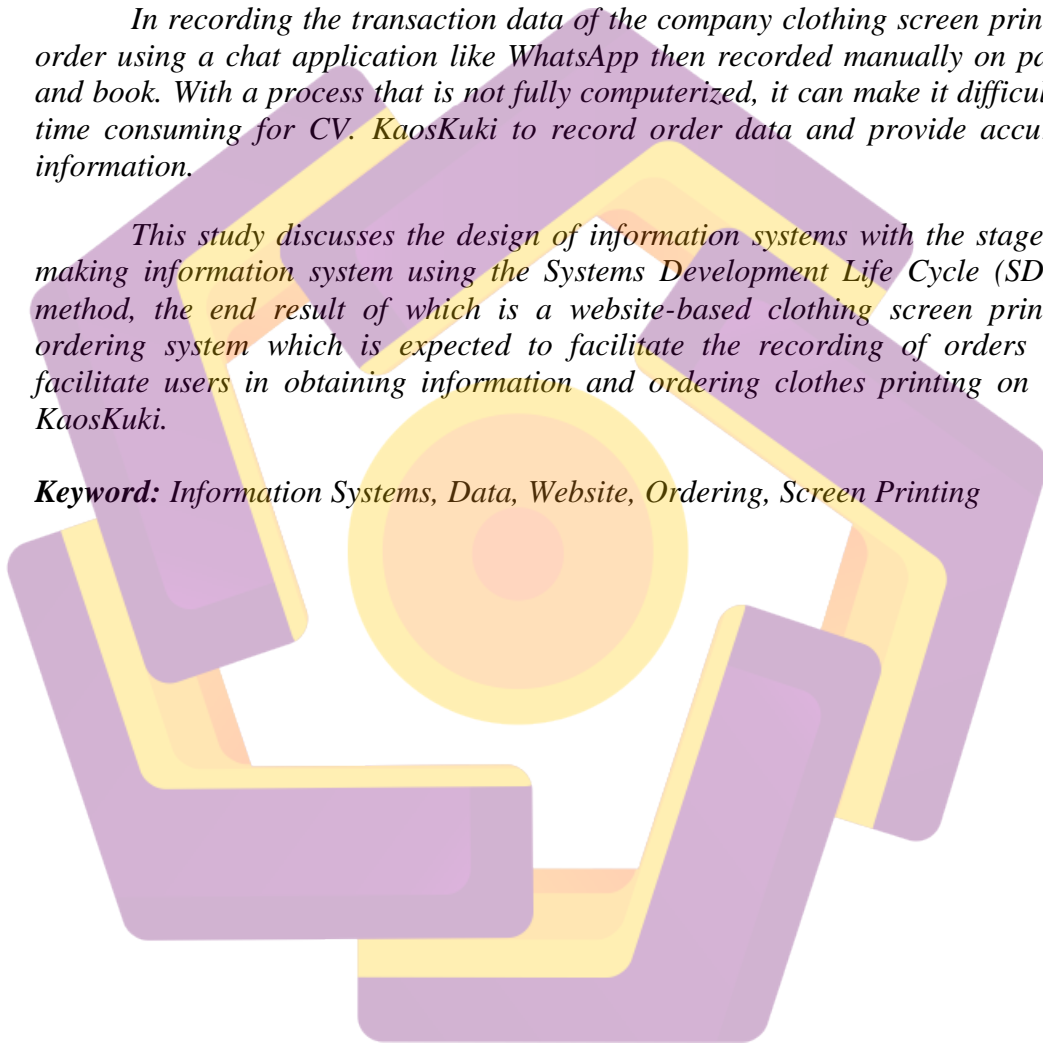 In recording the transaction data of the company clothing screen prin
order using a chat application like WhatsApp then recorded manually on pa
and book. With a process that is not fully computerized, it can make it difficul
time consuming for CV. KaosKuki to record order data and provide accu
information.
This study discusses the design of information systems with the stage
making information system using the Systems Development Life Cycle (SD
method, the end result of which is a website-based clothing screen prin
ordering system which is expected to facilitate the recording of orders
facilitate users in obtaining information and ordering clothes printing on
KaosKuki.
Keyword: Information Systems, Data, Website, Ordering, Screen Printing